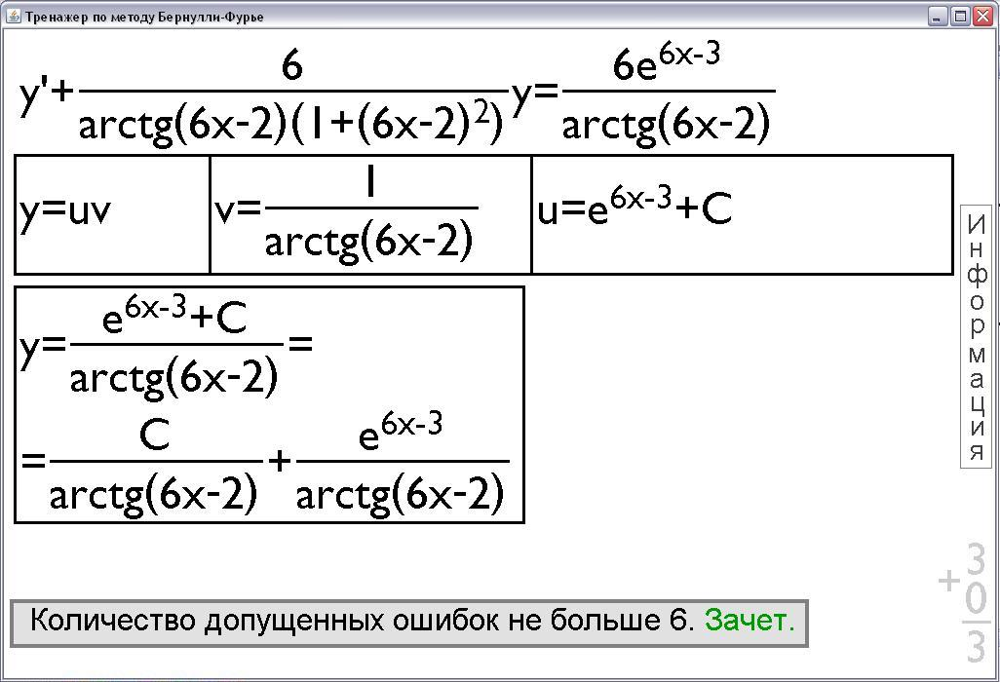 Тренажер по методу Бернулли-Фурье
y'+6/(arctg(6x-2)(1+(6x-2)²))y=6e^(6x-3)/arctg(6x-2)
y=uv v=1/arctg(6x-2) u=e^(6x-3)+C
y=(e^(6x-3)+C)/arctg(6x-2)=
=C/arctg(6x-2)+e^(6x-3)/arctg(6x-2)
Информация
+3
0
3
Количество допущенных ошибок не больше 6. Зачет.